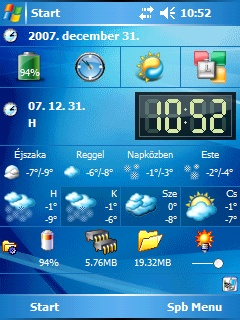 Start 10:52
2007. december 31.
94%
07. 12. 31.
H
10:52
Éjszaka Reggel Napközben Este
-7°/-9° -6°/-8° -1°/-3° -2°/-4°
H K Sze Cs
-1° -1° 0° -1°
-9° -6° -8° -7°
94% 5.76MB 19.32MB
Start Spb Menu